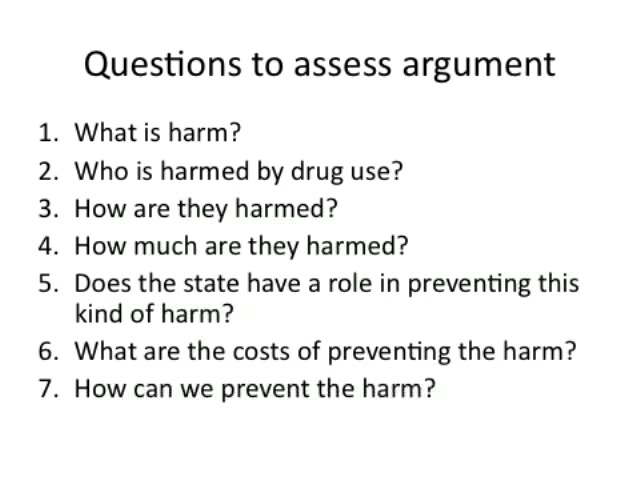 Questions to assess argument
1. What is harm?
2. Who is harmed by drug use?
3. How are they harmed?
4. How much are they harmed?
5. Does the state have a role in preventing this
kind of harm?
6. What are the costs of preventing the harm?
7. How can we prevent the harm?